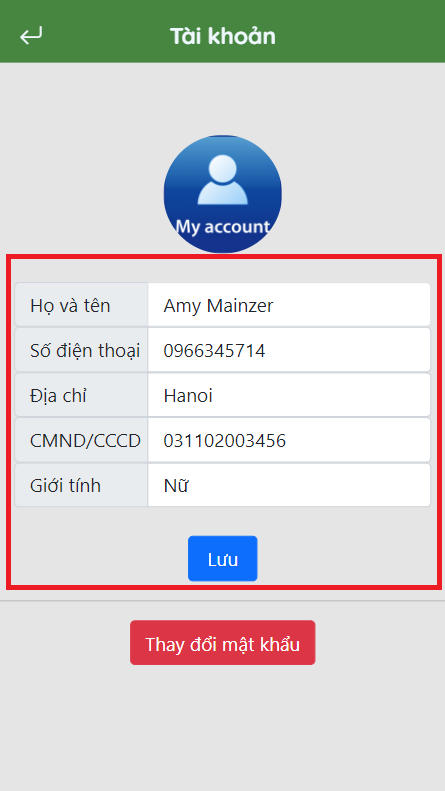 Tài khoản
My account
Họ và tên Amy Mainzer
Số điện thoại 0966345714
Địa chỉ Hanoi
CMND/CCCD 031102003456
Giới tính Nữ
Lưu
Thay đổi mật khẩu